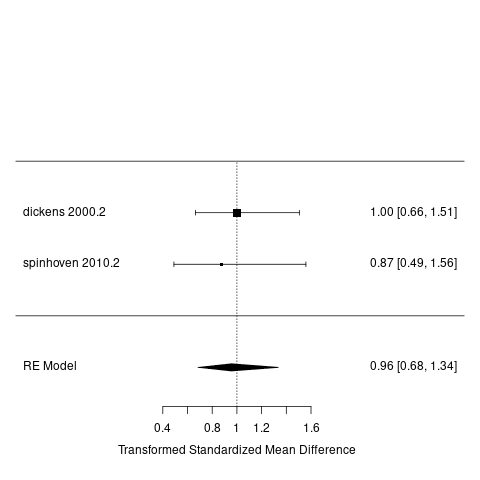 dickens 2000.2 1.00 [0.66, 1.51]
spinhoven 2010.2 0.87 [0.49, 1.56]
RE Model 0.96 [0.68, 1.34]
0.4 0.8 1 1.2 1.6
Transformed Standardized Mean Difference